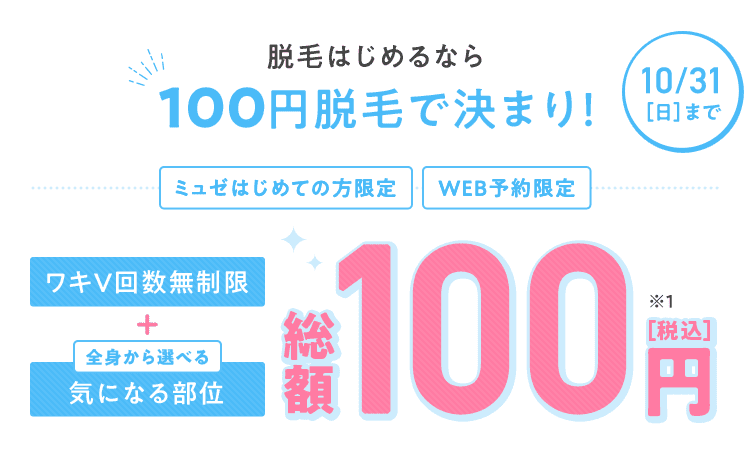 脱毛はじめるなら
100円脱毛で決まり!
10/31
[日]まで
ミュゼはじめての方限定
WEB予約限定
ワキV回数無制限
+
全身から選べる
気になる部位
総額100円
※1
[税込]